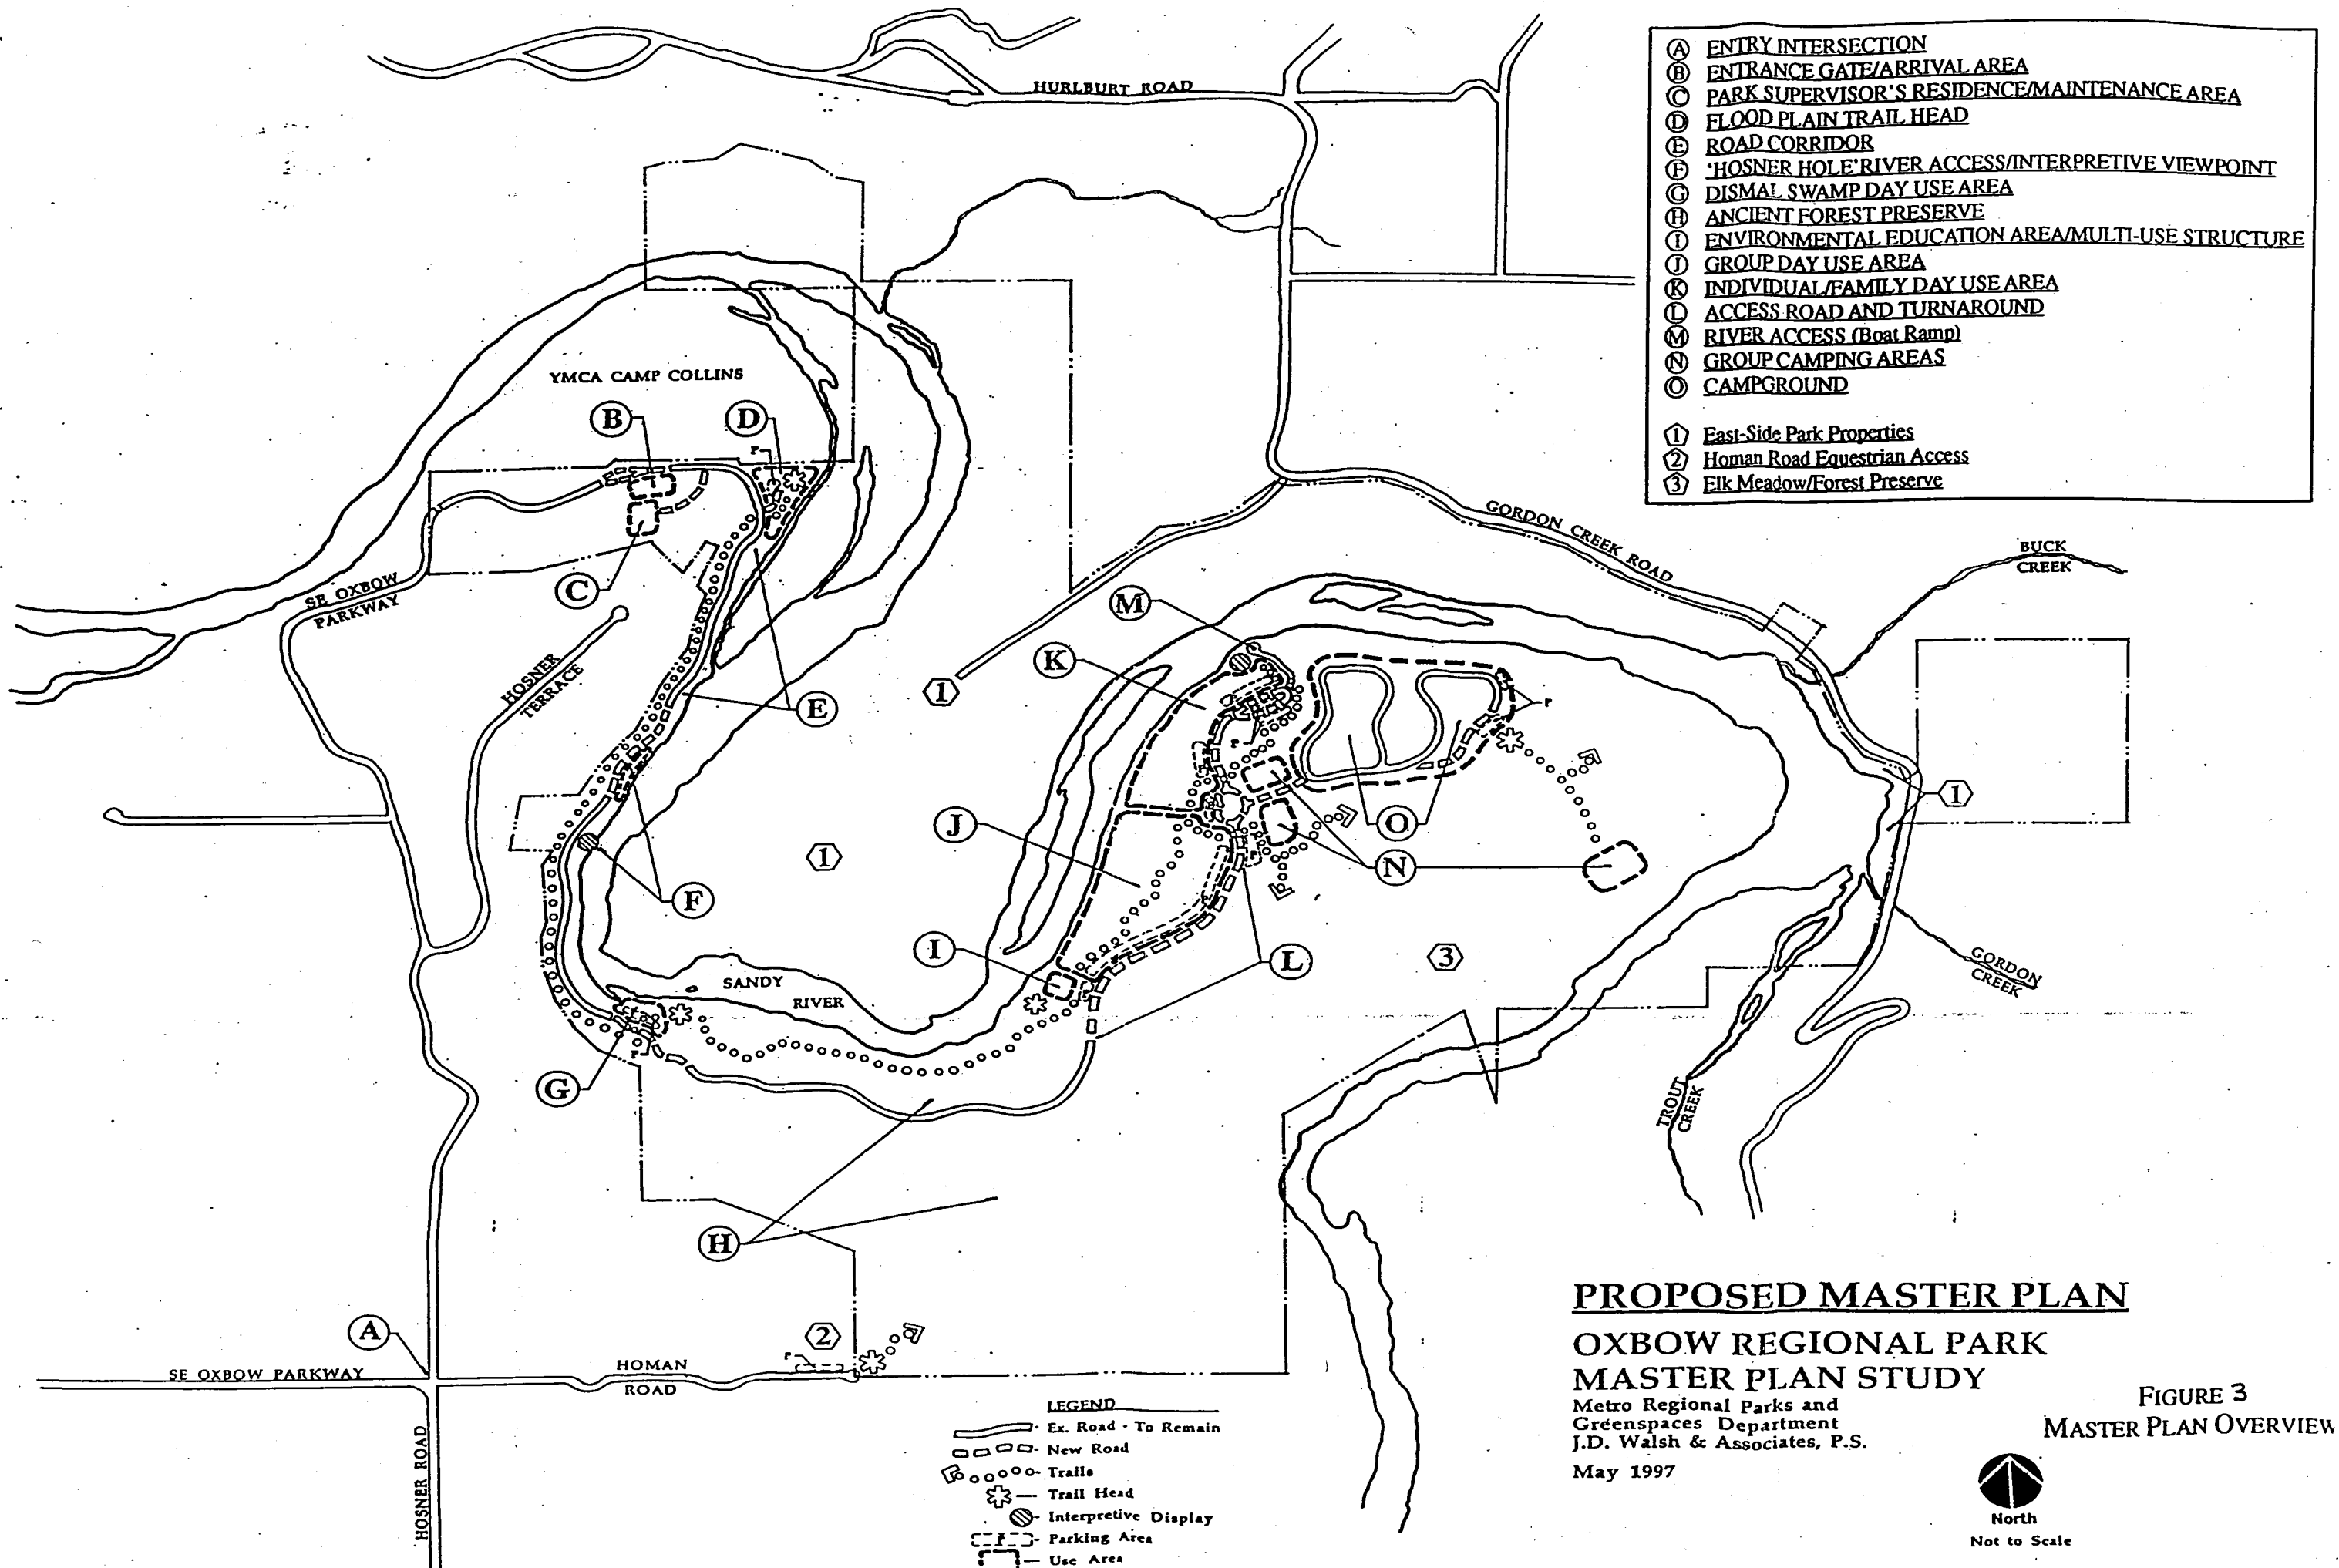 HURLBURT ROAD
Ⓐ ENTRY INTERSECTION
Ⓑ ENTRANCE GATE/ARRIVAL AREA
Ⓒ PARK SUPERVISOR'S RESIDENCE/MAINTENANCE AREA
Ⓓ FLOOD PLAIN TRAIL HEAD
Ⓔ ROAD CORRIDOR
Ⓕ 'HOSNER HOLE' RIVER ACCESS/INTERPRETIVE VIEWPOINT
Ⓖ DISMAL SWAMP DAY USE AREA
Ⓗ ANCIENT FOREST PRESERVE
Ⓘ ENVIRONMENTAL EDUCATION AREA/MULTI-USE STRUCTURE
Ⓙ GROUP DAY USE AREA
Ⓚ INDIVIDUAL/FAMILY DAY USE AREA
Ⓛ ACCESS ROAD AND TURNAROUND
Ⓜ RIVER ACCESS (Boat Ramp)
Ⓝ GROUP CAMPING AREAS
Ⓞ CAMPGROUND
1 East-Side Park Properties
2 Homan Road Equestrian Access
3 Elk Meadow/Forest Preserve
YMCA CAMP COLLINS
B
D
P
C
SE OXBOW
PARKWAY
HOSNER
TERRACE
GORDON CREEK ROAD
BUCK
CREEK
M
K
1
E
P
P
J
1
O
1
N
F
I
L
3
SANDY
RIVER
GORDON
CREEK
G
P
TROUT
CREEK
H
A
2
P
SE OXBOW PARKWAY
HOMAN
ROAD
HOSNER ROAD
LEGEND
Ex. Road - To Remain
New Road
Trails
Trail Head
Interpretive Display
P Parking Area
Use Area
PROPOSED MASTER PLAN
OXBOW REGIONAL PARK
MASTER PLAN STUDY
Metro Regional Parks and
Greenspaces Department
J.D. Walsh & Associates, P.S.
May 1997
FIGURE 3
MASTER PLAN OVERVIEW
North
Not to Scale